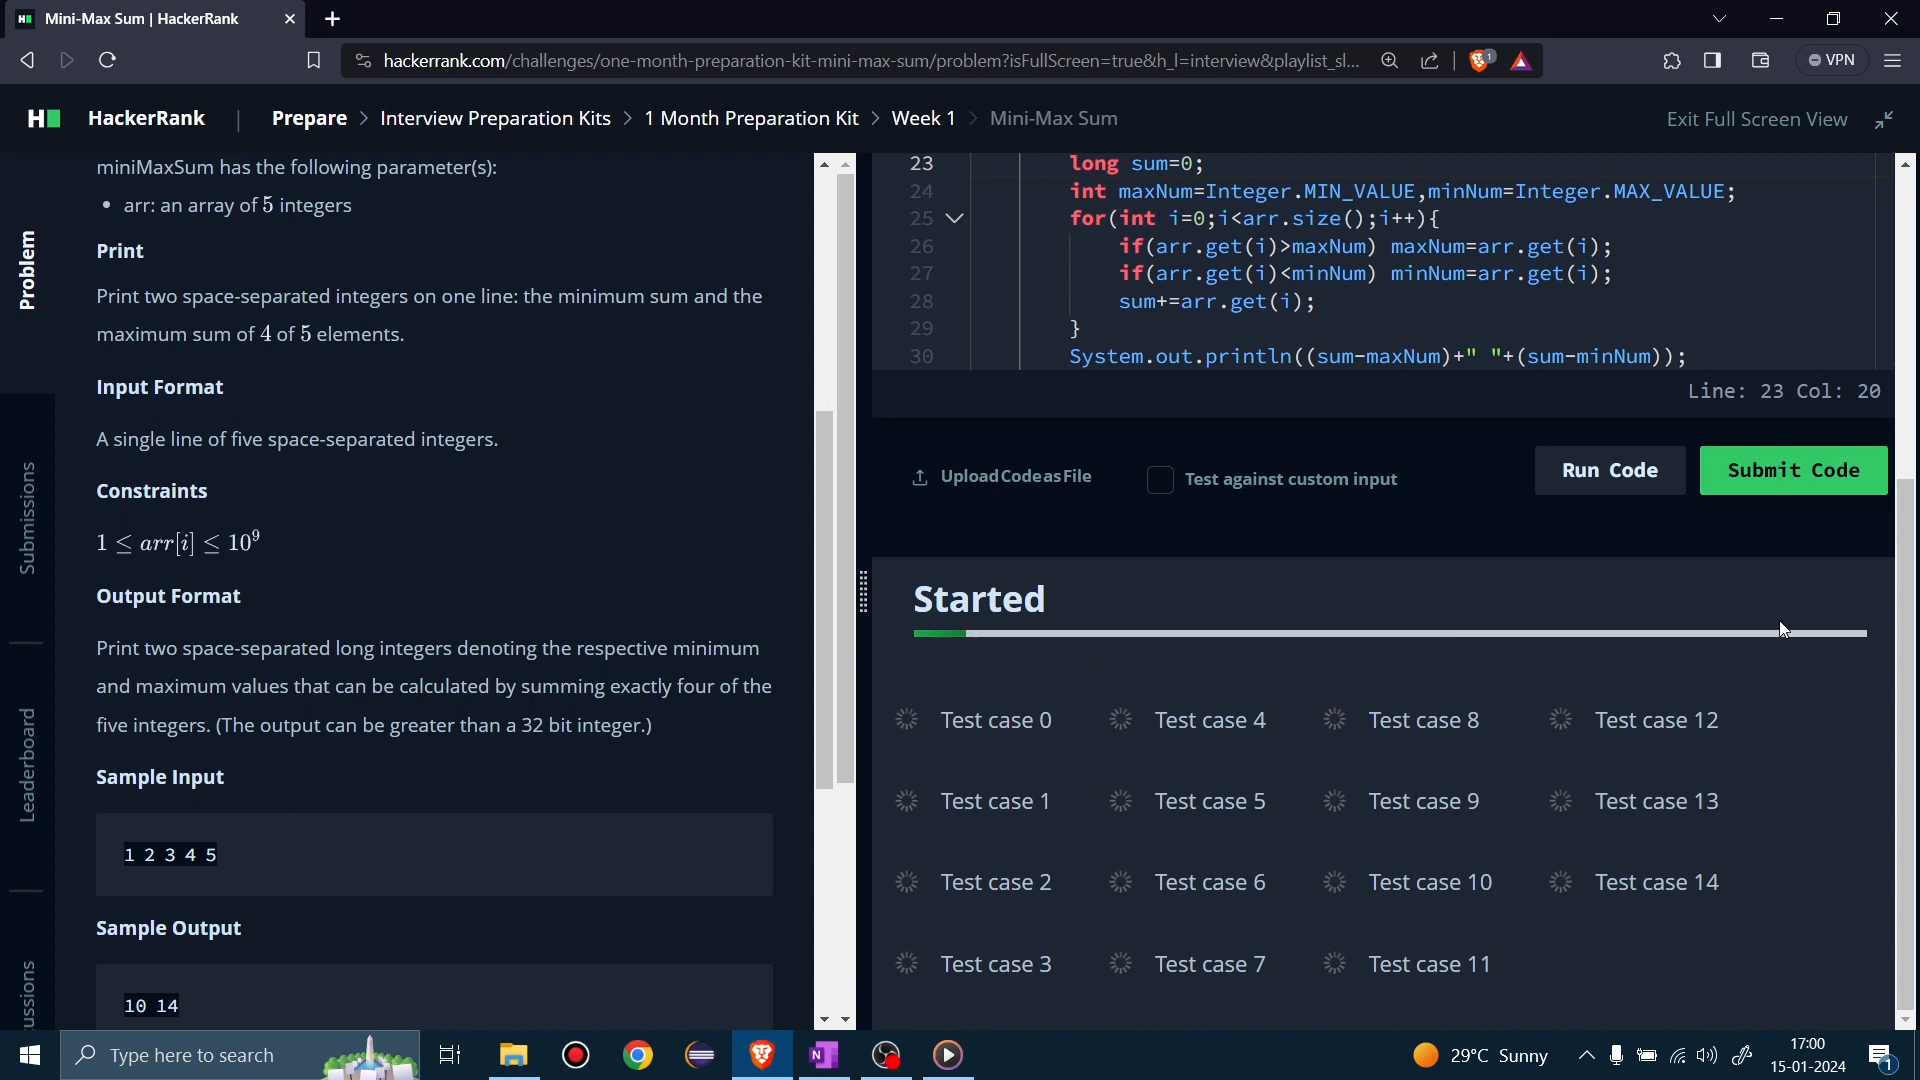 Mini-Max Sum | HackerRank
hackerrank.com/challenges/one-month-preparation-kit-mini-max-sum/problem?isFullScreen=true&h_l=interview&playlist_sl...
1
VPN
HackerRank | Prepare > Interview Preparation Kits > 1 Month Preparation Kit > Week 1 > Mini-Max Sum
Exit Full Screen View
Problem
Submissions
Leaderboard
ussions
miniMaxSum has the following parameter(s):
• arr: an array of 5 integers
Print
Print two space-separated integers on one line: the minimum sum and the
maximum sum of 4 of 5 elements.
Input Format
A single line of five space-separated integers.
Constraints
1 ≤ arr[i] ≤ 10⁹
Output Format
Print two space-separated long integers denoting the respective minimum
and maximum values that can be calculated by summing exactly four of the
five integers. (The output can be greater than a 32 bit integer.)
Sample Input
1 2 3 4 5
Sample Output
10 14
23 long sum=0;
24 int maxNum=Integer.MIN_VALUE,minNum=Integer.MAX_VALUE;
25 for(int i=0;i<arr.size();i++){
26 if(arr.get(i)>maxNum) maxNum=arr.get(i);
27 if(arr.get(i)<minNum) minNum=arr.get(i);
28 sum+=arr.get(i);
29 }
30 System.out.println((sum-maxNum)+" "+(sum-minNum));
Line: 23 Col: 20
Upload Code as File
Test against custom input
Run Code
Submit Code
Started
Test case 0 Test case 4 Test case 8 Test case 12
Test case 1 Test case 5 Test case 9 Test case 13
Test case 2 Test case 6 Test case 10 Test case 14
Test case 3 Test case 7 Test case 11
Type here to search
29°C Sunny
17:00
15-01-2024
1